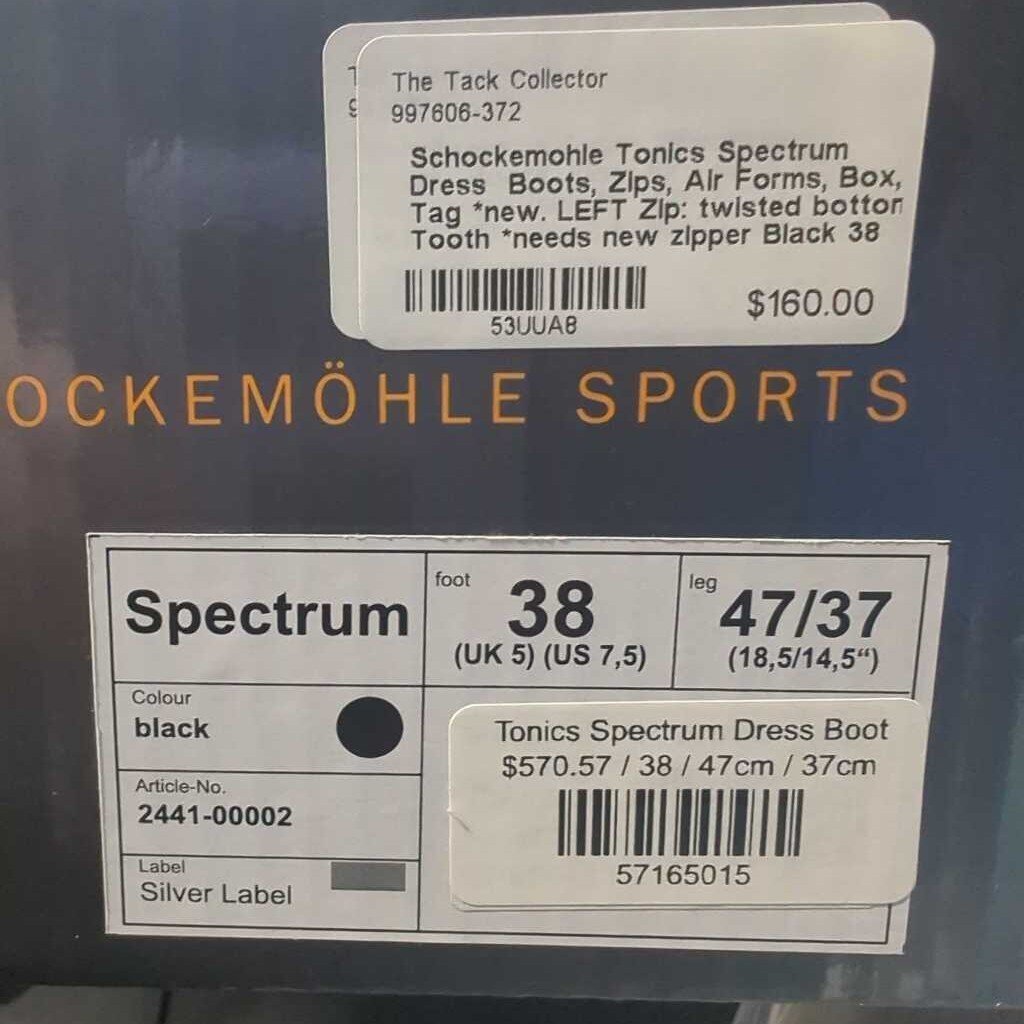 The Tack Collector
997606-372
Schockemohle Tonics Spectrum
Dress Boots, Zips, Air Forms, Box,
Tag *new. LEFT Zip: twisted bottor
Tooth *needs new zipper Black 38
53UUA8
$160.00
OCKEMÖHLE SPORTS
Spectrum
foot
38
(UK 5) (US 7,5)
leg
47/37
(18,5/14,5“)
Colour
black
Article-No.
2441-00002
Label
Silver Label
Tonics Spectrum Dress Boot
$570.57 / 38 / 47cm / 37cm
57165015